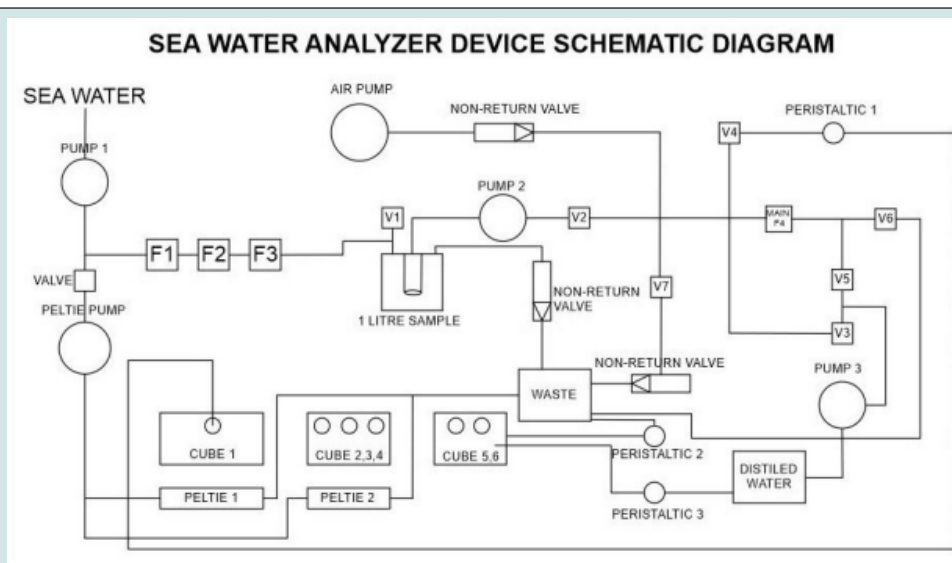 SEA WATER ANALYZER DEVICE SCHEMATIC DIAGRAM
SEA WATER
AIR PUMP
NON-RETURN VALVE
PERISTALTIC 1
V4
PUMP 1
PUMP 2
V1
V2
MAIN
F4
V6
F1
F2
F3
VALVE
V5
NON-RETURN
VALVE
V7
PELTIE PUMP
1 LITRE SAMPLE
V3
NON-RETURN VALVE
PUMP 3
WASTE
CUBE 1
CUBE 2,3,4
CUBE 5,6
PERISTALTIC 2
DISTILED
WATER
PELTIE 1
PELTIE 2
PERISTALTIC 3